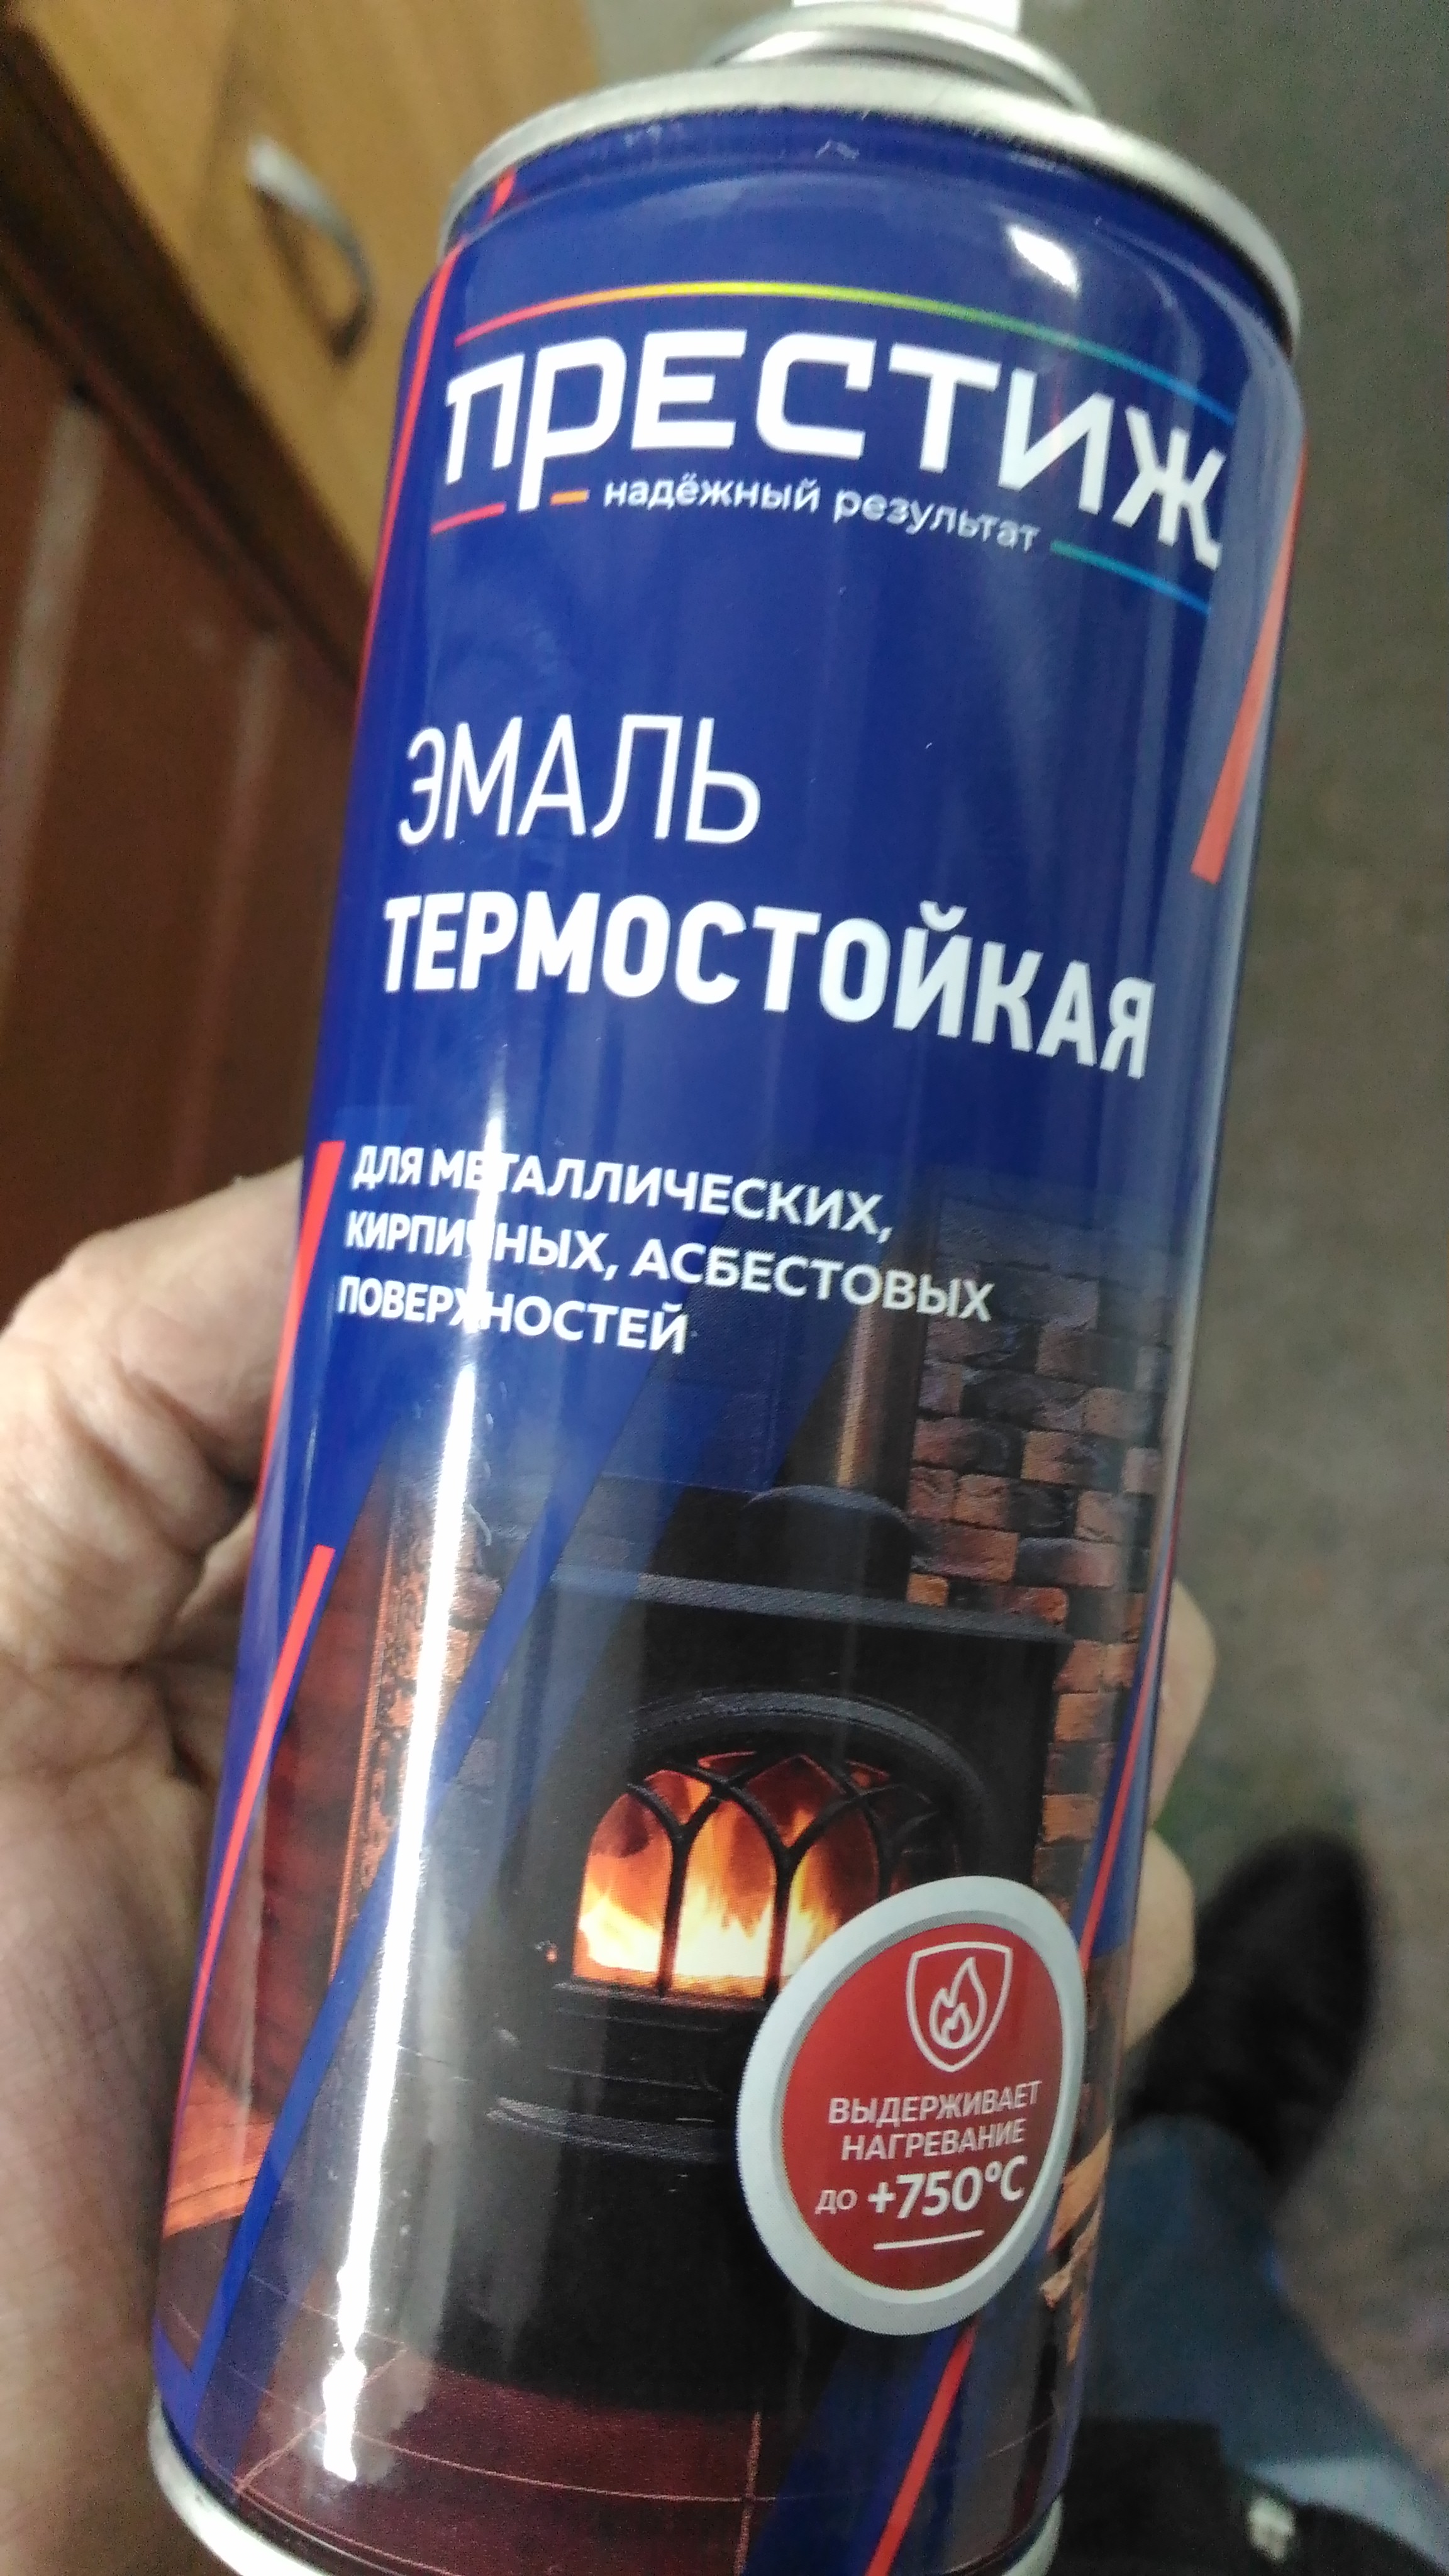 ПРЕСТИЖ
надёжный результат
ЭМАЛЬ
ТЕРМОСТОЙКАЯ
ДЛЯ МЕТАЛЛИЧЕСКИХ,
КИРПИЧНЫХ, АСБЕСТОВЫХ
ПОВЕРХНОСТЕЙ
ВЫДЕРЖИВАЕТ
НАГРЕВАНИЕ
ДО +750°С